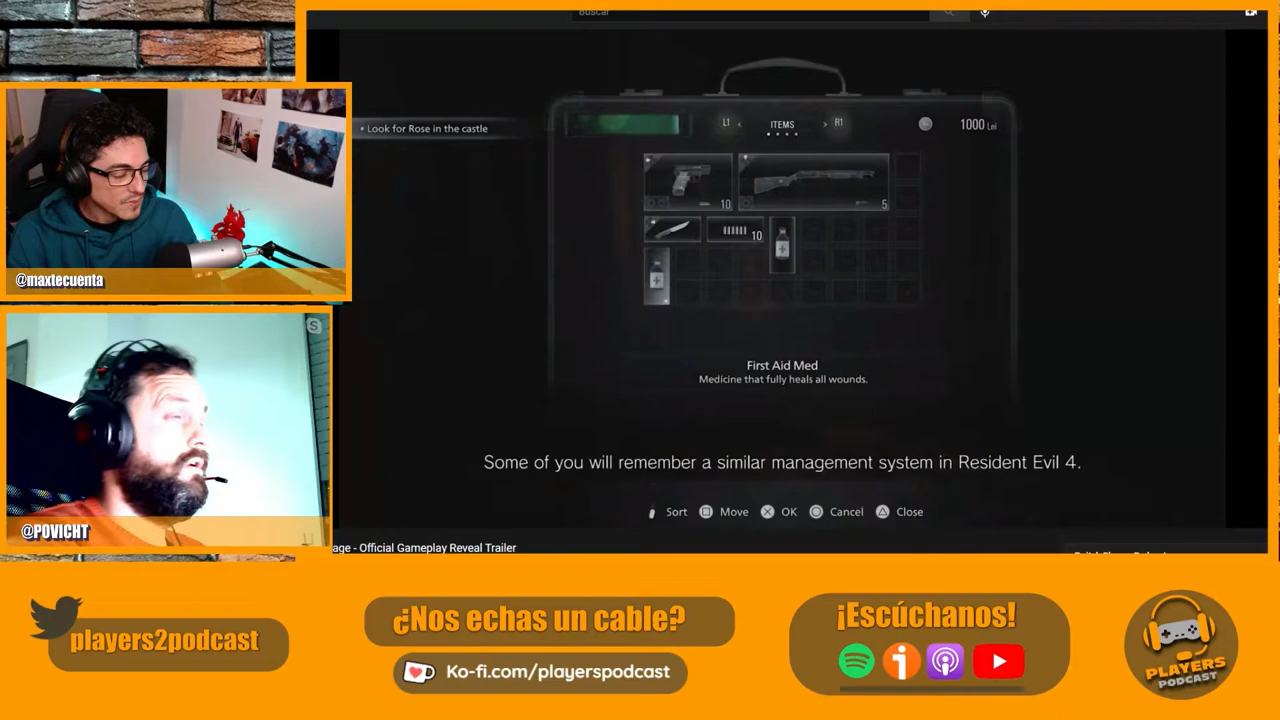 Buscar
• Look for Rose in the castle
L1
ITEMS
R1
1000 Lei
10
5
10
First Aid Med
Medicine that fully heals all wounds.
Some of you will remember a similar management system in Resident Evil 4.
Sort
Move
OK
Cancel
Close
age - Official Gameplay Reveal Trailer
@maxtecuenta
@POVICHT
players2podcast
¿Nos echas un cable?
Ko-fi.com/playerspodcast
¡Escúchanos!
PLAYERS
PODCAST